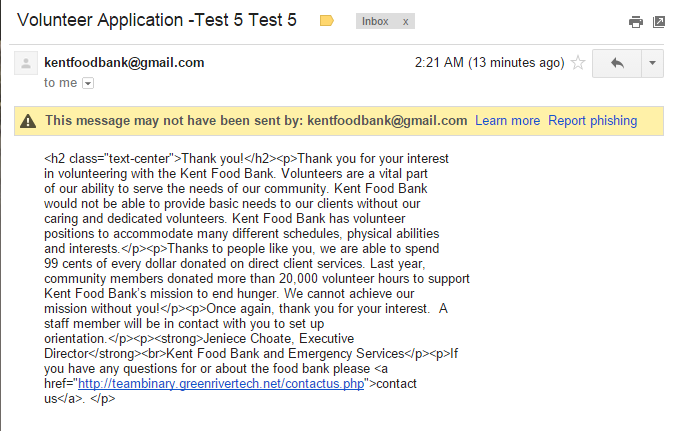 Volunteer Application -Test 5 Test 5
Inbox x
kentfoodbank@gmail.com
2:21 AM (13 minutes ago)
to me
This message may not have been sent by: kentfoodbank@gmail.com Learn more Report phishing
<h2 class="text-center">Thank you!</h2><p>Thank you for your interest
in volunteering with the Kent Food Bank. Volunteers are a vital part
of our ability to serve the needs of our community. Kent Food Bank
would not be able to provide basic needs to our clients without our
caring and dedicated volunteers. Kent Food Bank has volunteer
positions to accommodate many different schedules, physical abilities
and interests.</p><p>Thanks to people like you, we are able to spend
99 cents of every dollar donated on direct client services. Last year,
community members donated more than 20,000 volunteer hours to support
Kent Food Bank's mission to end hunger. We cannot achieve our
mission without you!</p><p>Once again, thank you for your interest.  A
staff member will be in contact with you to set up
orientation.</p><p><strong>Jeniece Choate, Executive
Director</strong><br>Kent Food Bank and Emergency Services</p><p>If
you have any questions for or about the food bank please <a
href="http://teambinary.greenrivertech.net/contactus.php">contact
us</a>. </p>